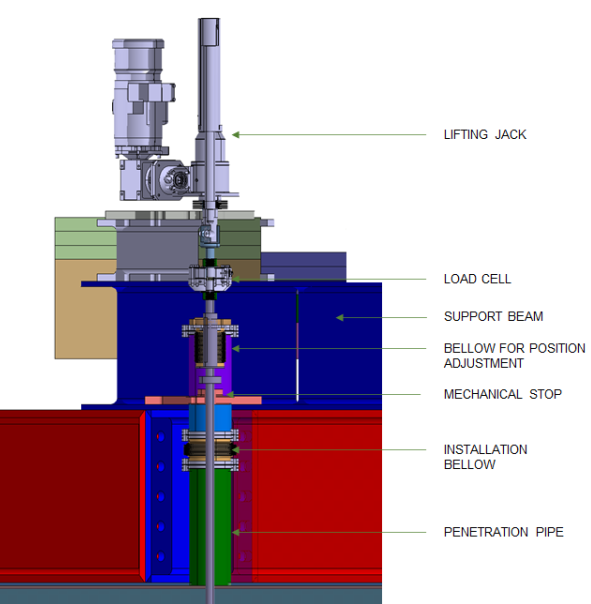 LIFTING JACK
LOAD CELL
SUPPORT BEAM
BELLOW FOR POSITION
ADJUSTMENT
MECHANICAL STOP
INSTALLATION
BELLOW
PENETRATION PIPE